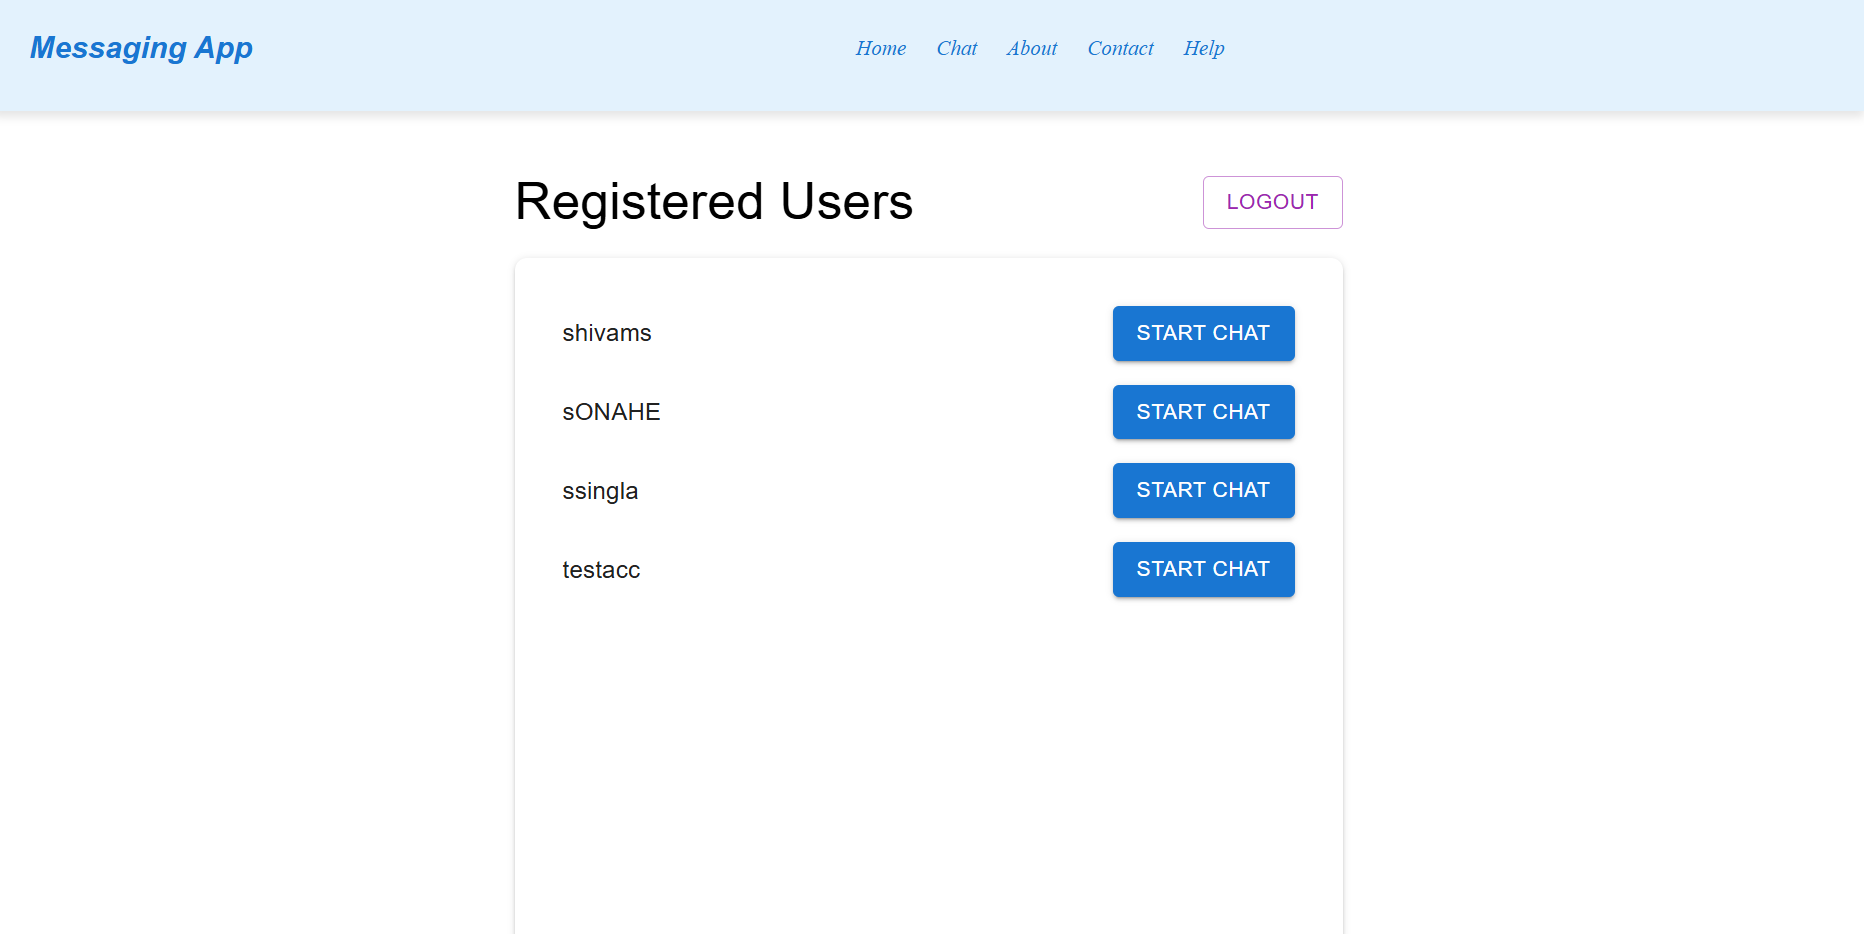 Messaging App
Home Chat About Contact Help
Registered Users
LOGOUT
shivams START CHAT
sONAHE START CHAT
ssingla START CHAT
testacc START CHAT